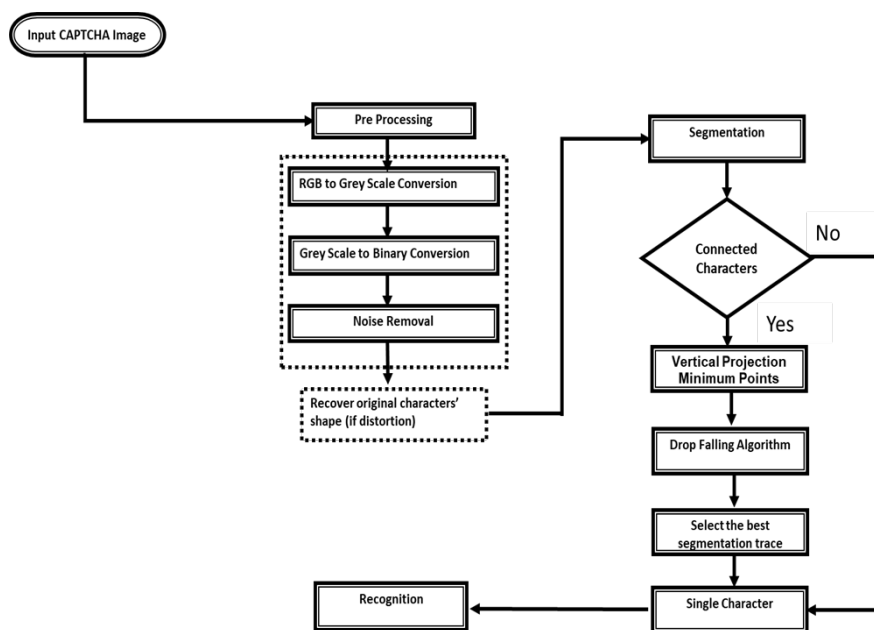 Input CAPTCHA Image
Pre Processing
RGB to Grey Scale Conversion
Grey Scale to Binary Conversion
Noise Removal
Recover original characters'
shape (if distortion)
Segmentation
Connected
Characters
No
Yes
Vertical Projection
Minimum Points
Drop Falling Algorithm
Select the best
segmentation trace
Single Character
Recognition